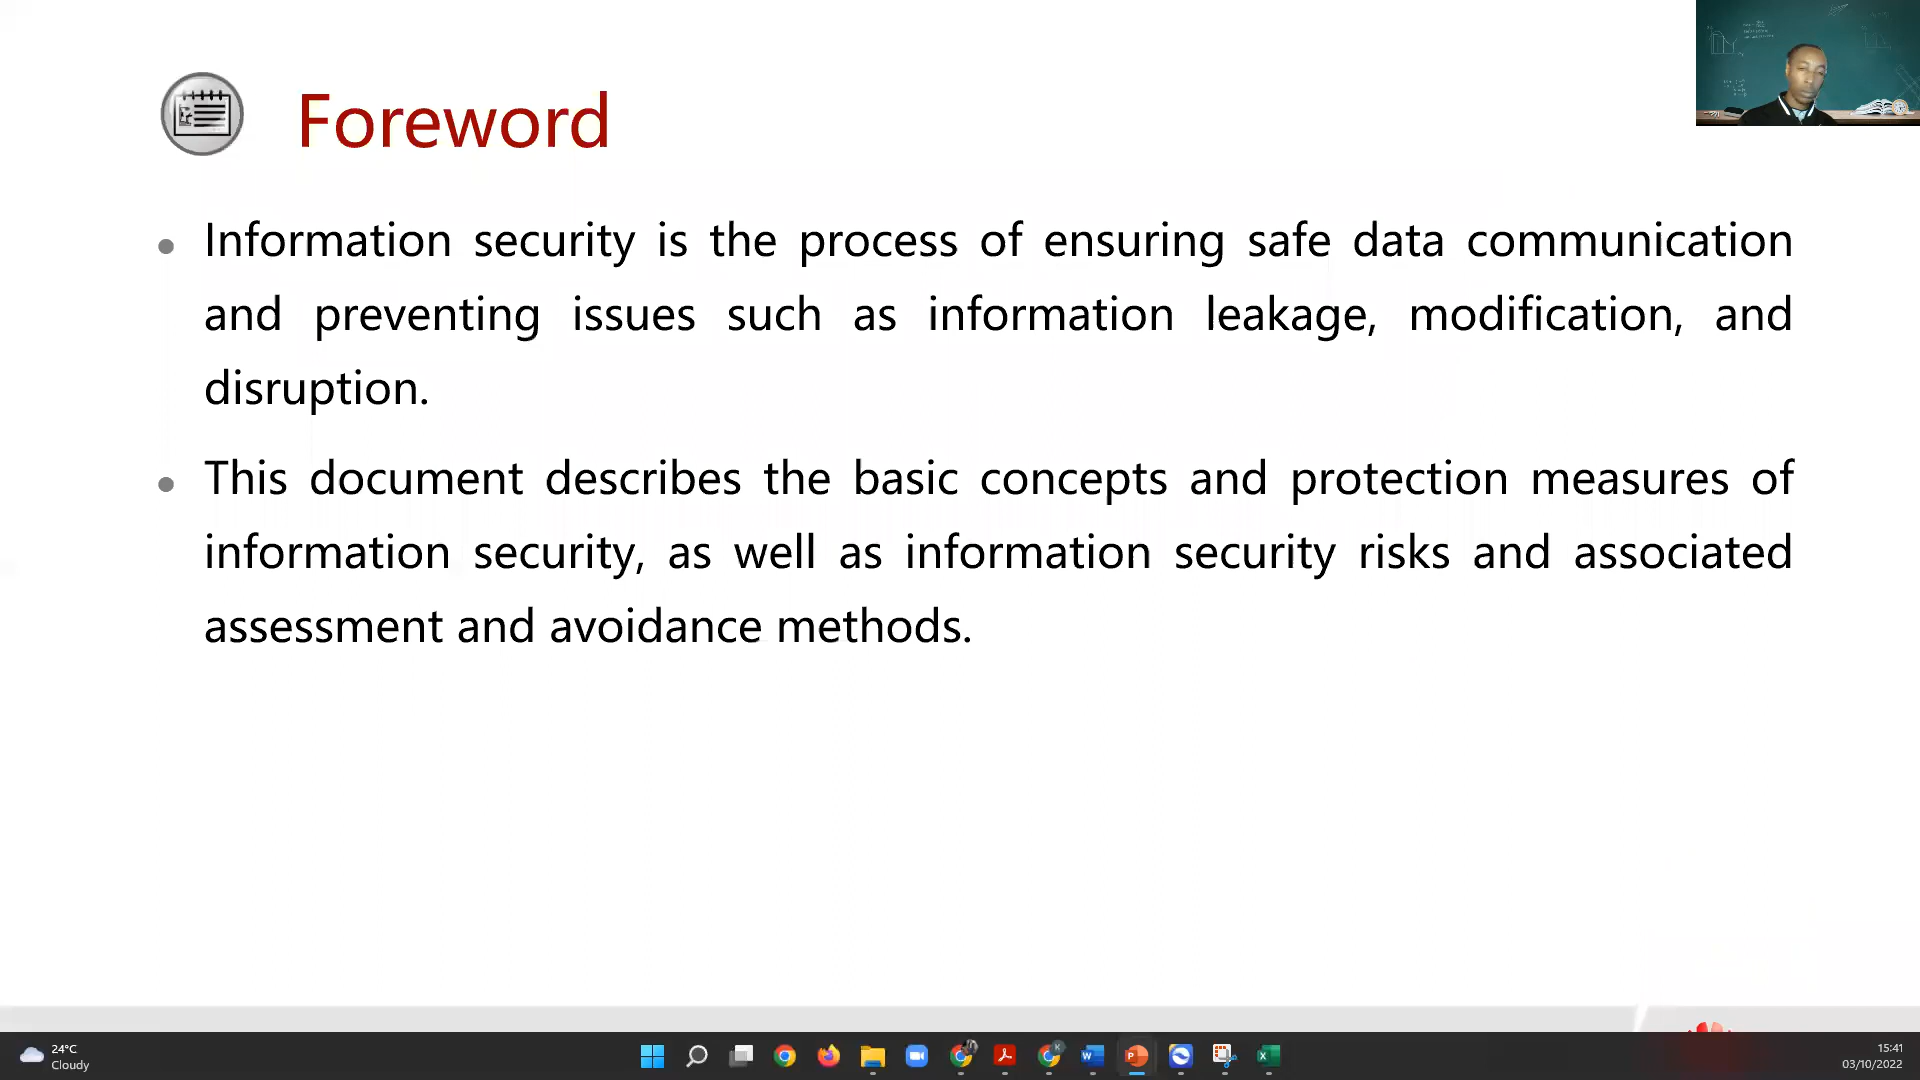 Foreword
Information security is the process of ensuring safe data communication
and preventing issues such as information leakage, modification, and
disruption.
This document describes the basic concepts and protection measures of
information security, as well as information security risks and associated
assessment and avoidance methods.
24°C
Cloudy
15:41
03/10/2022